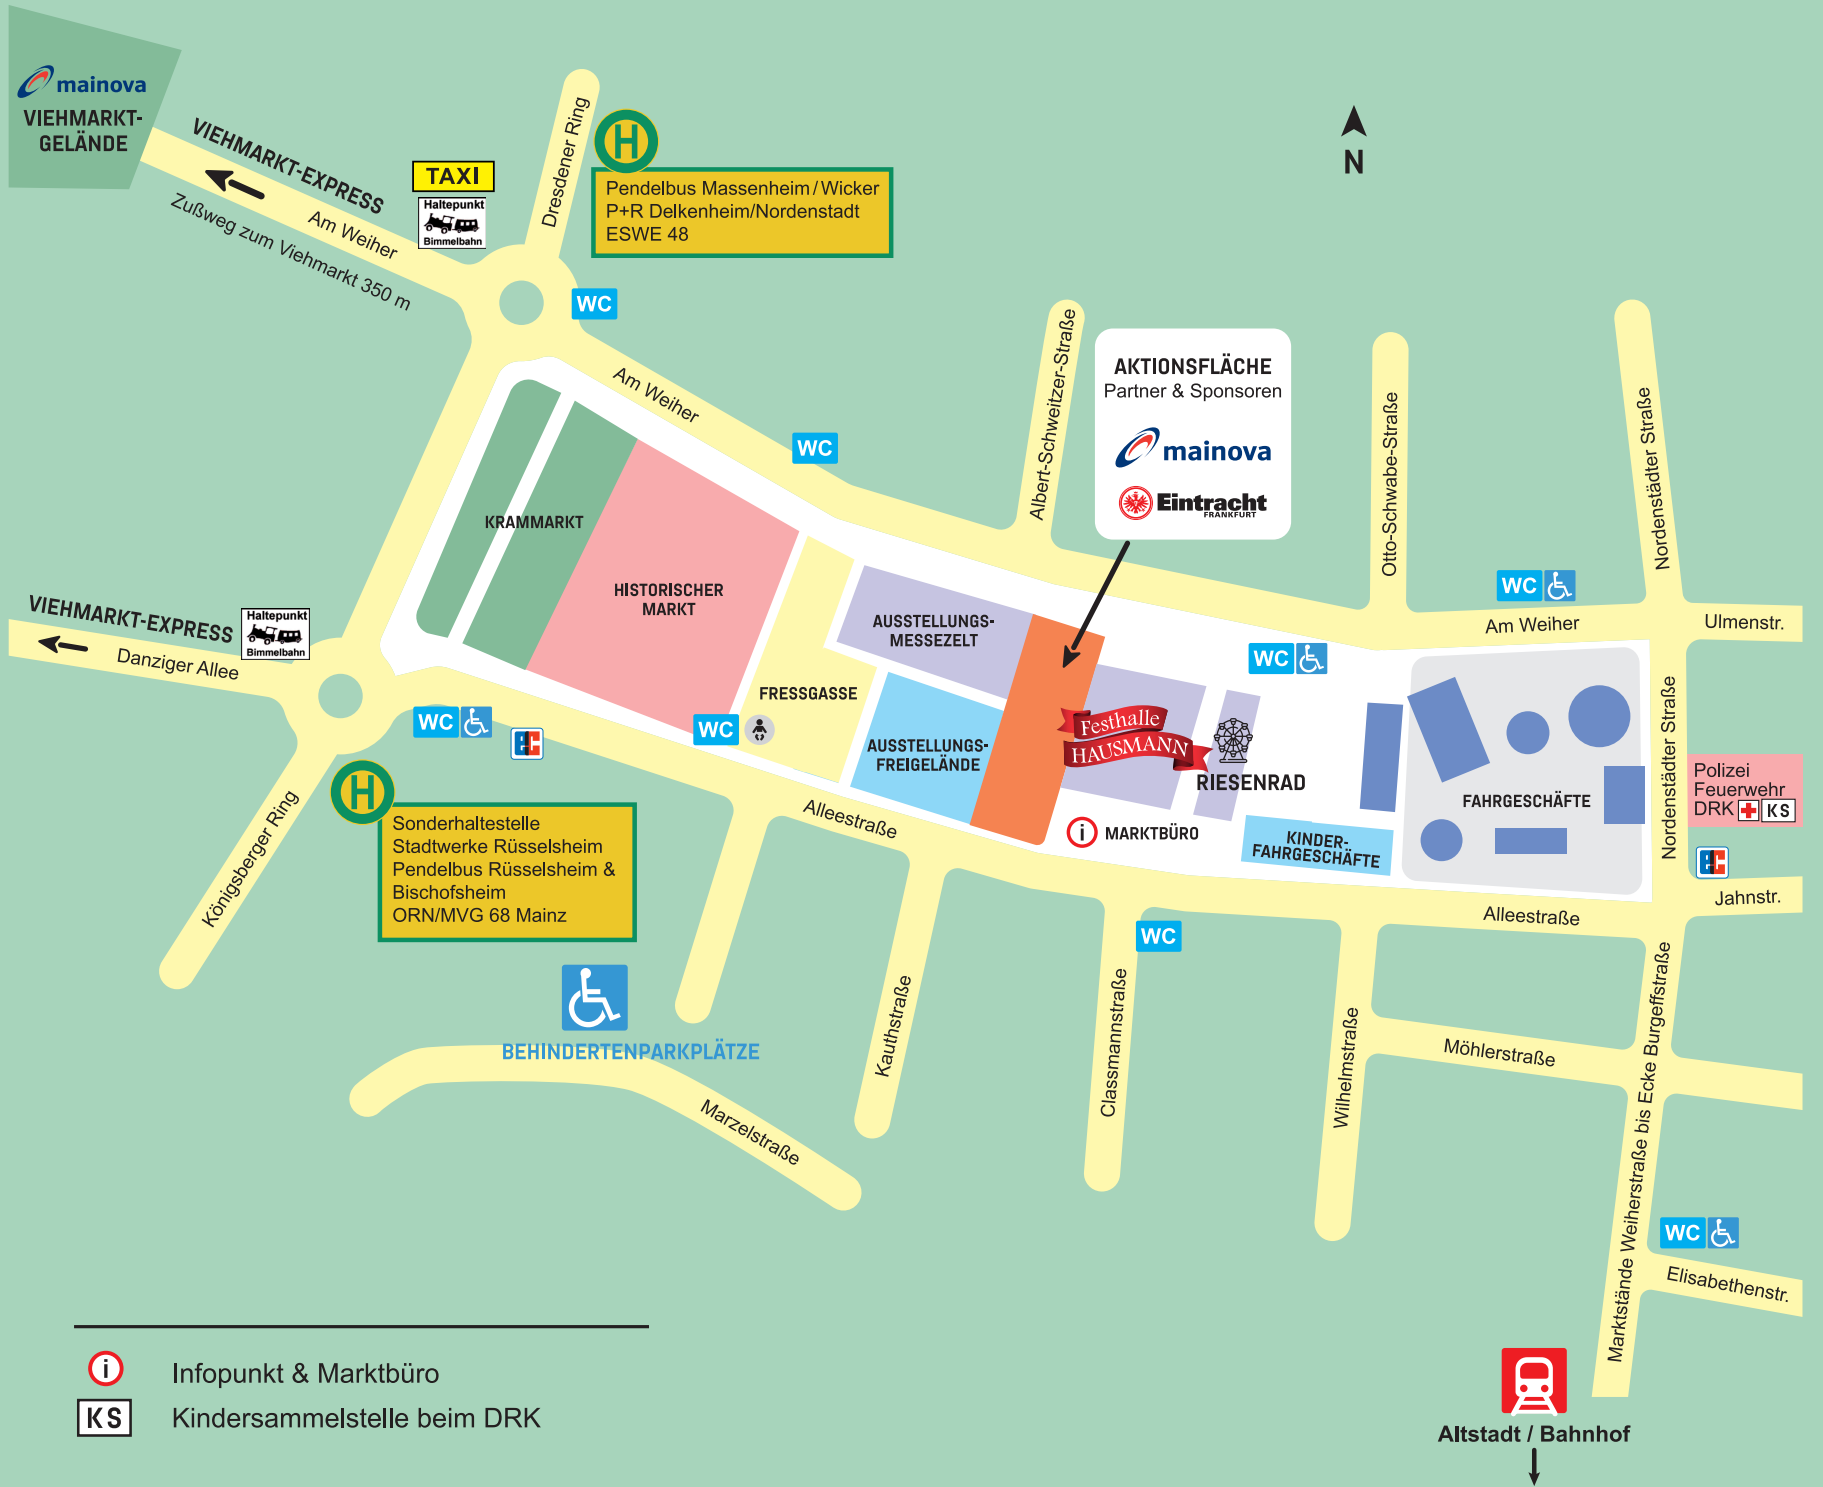 mainova
VIEHMARKT-
GELÄNDE
VIEHMARKT-EXPRESS
Am Weiher
Zußweg zum Viehmarkt 350 m
TAXI
Haltepunkt
Bimmelbahn
Dresdener Ring
H
Pendelbus Massenheim/Wicker
P+R Delkenheim/Nordenstadt
ESWE 48
WC
N
Am Weiher
WC
Albert-Schweitzer-Straße
AKTIONSFLÄCHE
Partner & Sponsoren
mainova
Eintracht
FRANKFURT
Otto-Schwabe-Straße
Nordenstädter Straße
WC
Am Weiher
Ulmenstr.
KRAMMARKT
HISTORISCHER
MARKT
AUSSTELLUNGS-
MESSEZELT
FRESSGASSE
WC
AUSSTELLUNGS-
FREIGELÄNDE
Festhalle
HAUSMANN
RIESENRAD
WC
i
MARKTBÜRO
KINDER-
FAHRGESCHÄFTE
FAHRGESCHÄFTE
Nordenstädter Straße
Polizei
Feuerwehr
DRK
KS
EC
Jahnstr.
VIEHMARKT-EXPRESS
Danziger Allee
Haltepunkt
Bimmelbahn
WC
EC
Königsberger Ring
H
Sonderhaltestelle
Stadtwerke Rüsselsheim
Pendelbus Rüsselsheim &
Bischofsheim
ORN/MVG 68 Mainz
Alleestraße
Alleestraße
WC
BEHINDERTENPARKPLÄTZE
Marzelstraße
Kauthstraße
Classmannstraße
Wilhelmstraße
Möhlerstraße
Marktstände Weiherstraße bis Ecke Burgeffstraße
WC
Elisabethenstr.
Altstadt / Bahnhof
i
Infopunkt & Marktbüro
KS
Kindersammelstelle beim DRK